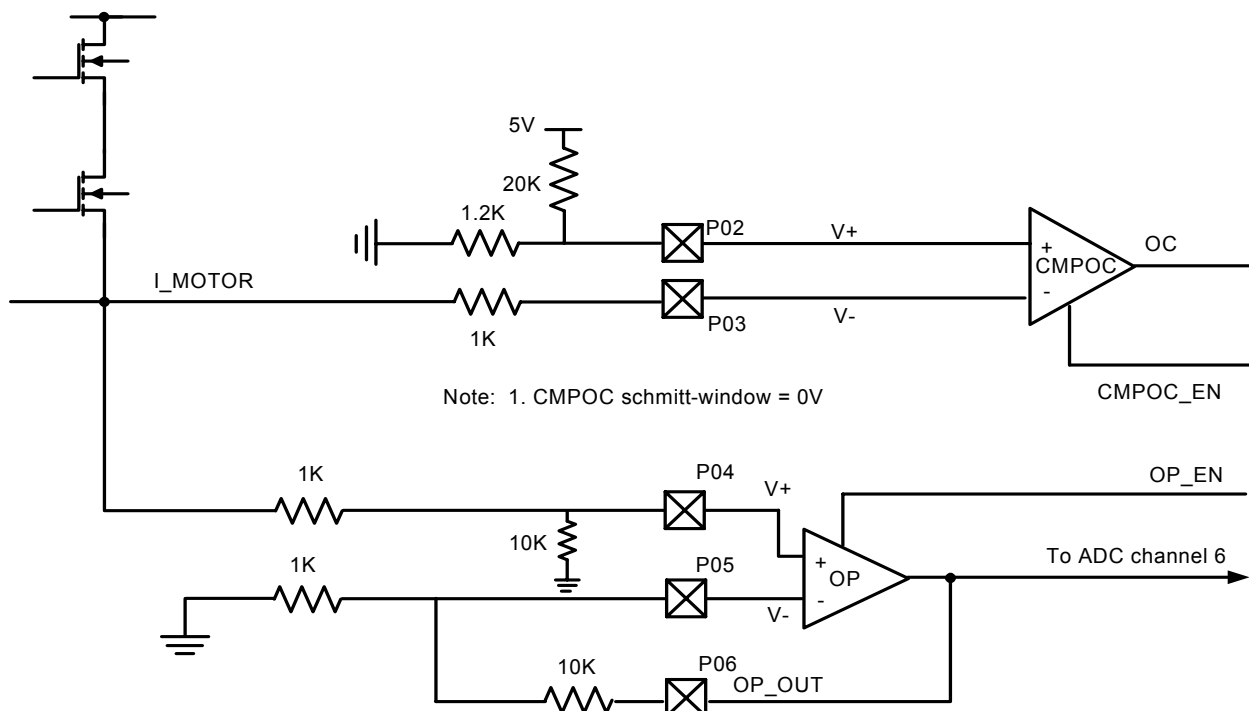 5V
20K
1.2K
P02
V+
OC
+
CMPOC
-
I_MOTOR
1K
P03
V-
CMPOC_EN
Note: 1. CMPOC schmitt-window = 0V
1K
P04
V+
OP_EN
10K
+
OP
-
To ADC channel 6
1K
P05
V-
10K
P06
OP_OUT